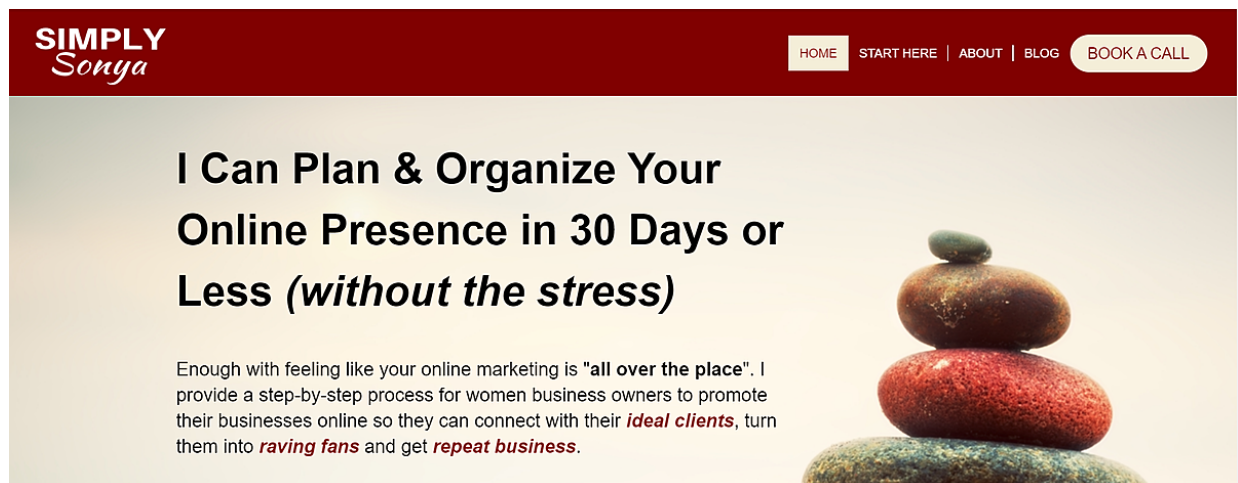 SIMPLY
Sonya
HOME
START HERE
ABOUT
BLOG
BOOK A CALL
I Can Plan & Organize Your
Online Presence in 30 Days or
Less (without the stress)
Enough with feeling like your online marketing is "all over the place". I
provide a step-by-step process for women business owners to promote
their businesses online so they can connect with their ideal clients, turn
them into raving fans and get repeat business.